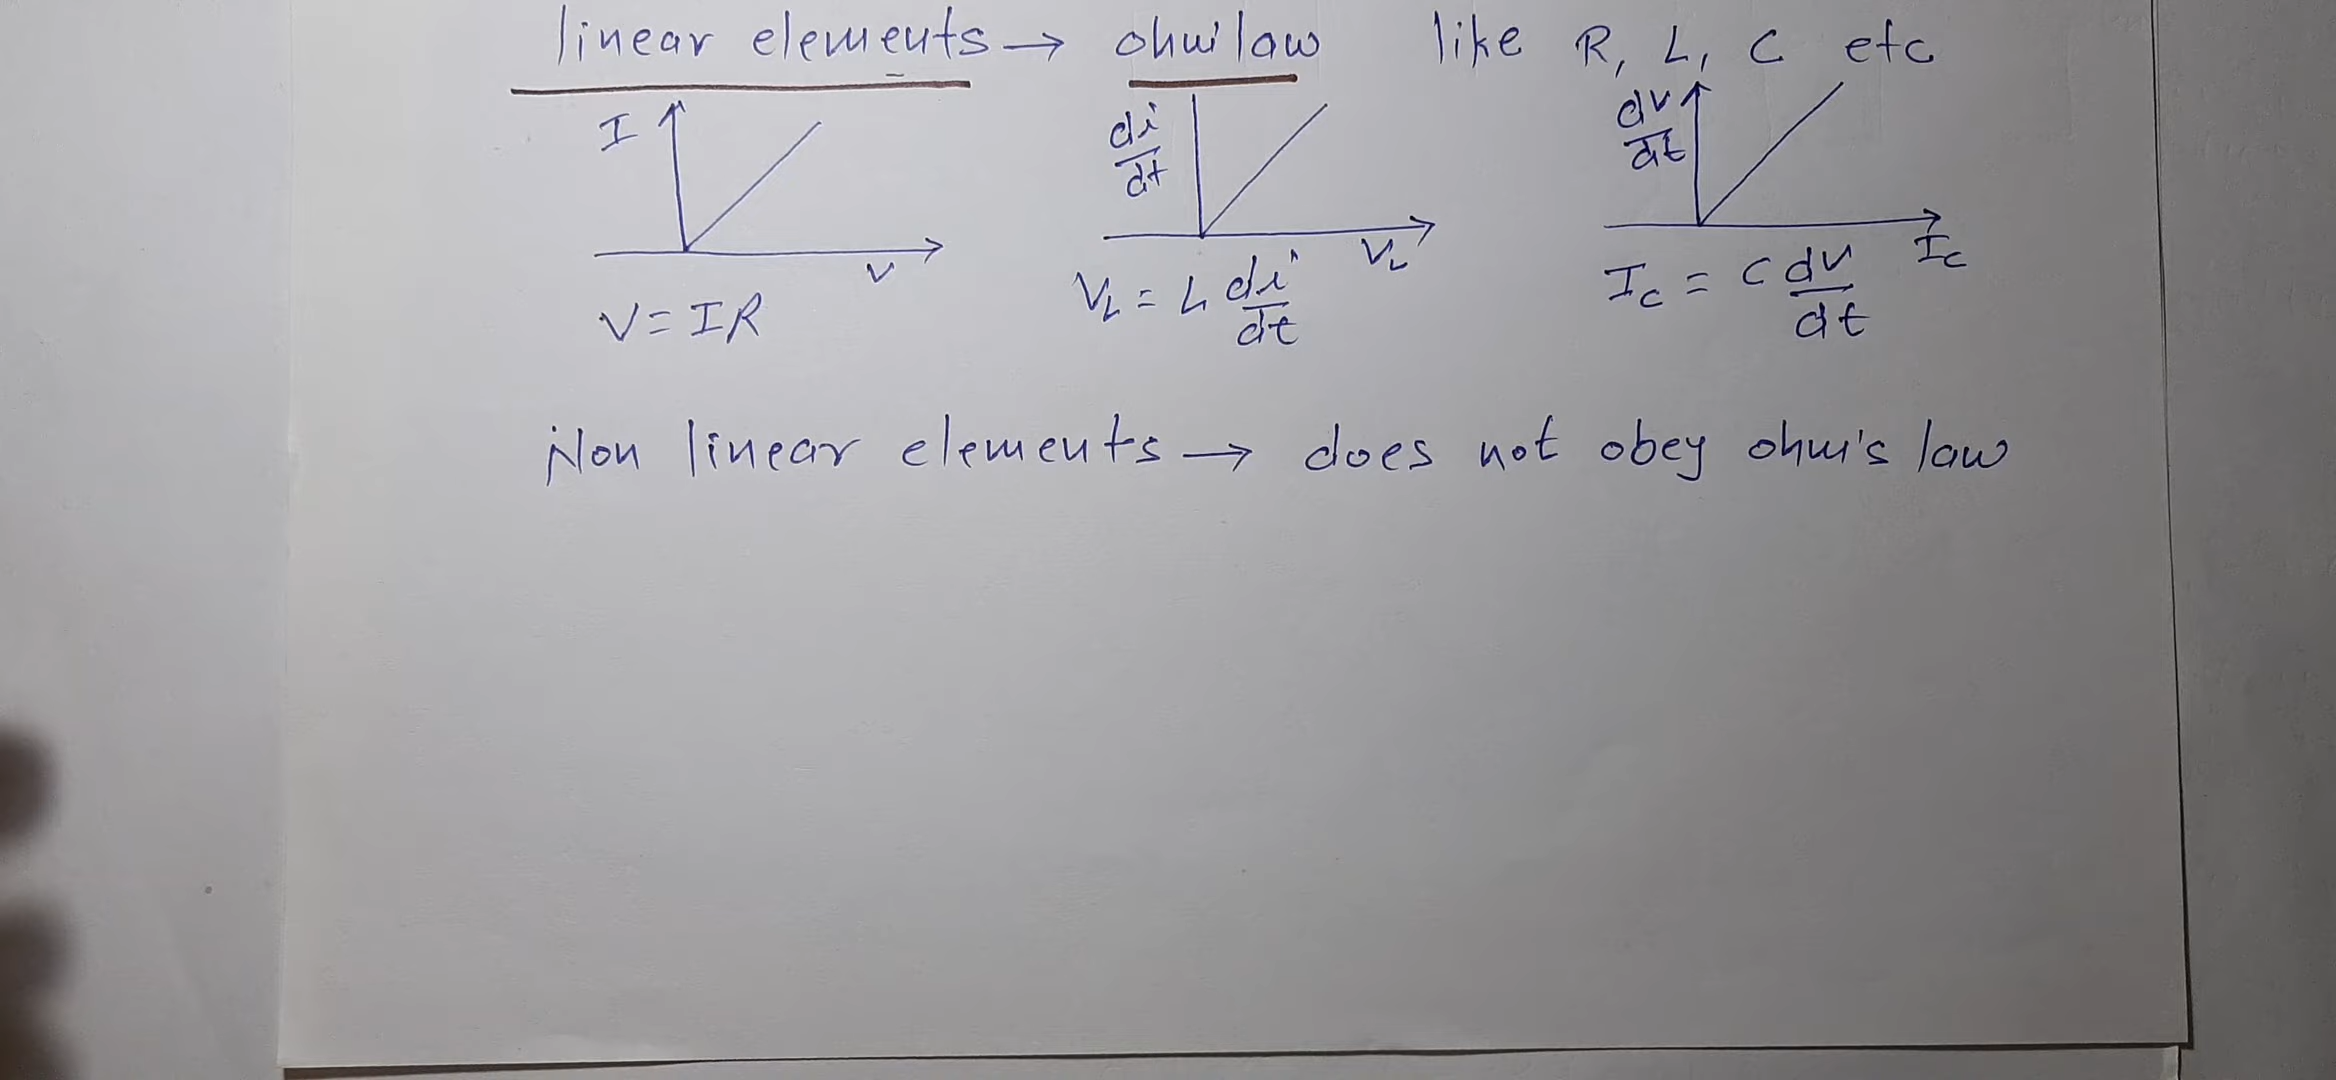 linear elements → ohm' law like R, L, C etc
I
V
V = IR
di/dt
VL
VL = L di/dt
dv/dt
Ic
Ic = C dv/dt
Non linear elements → does not obey ohm's law